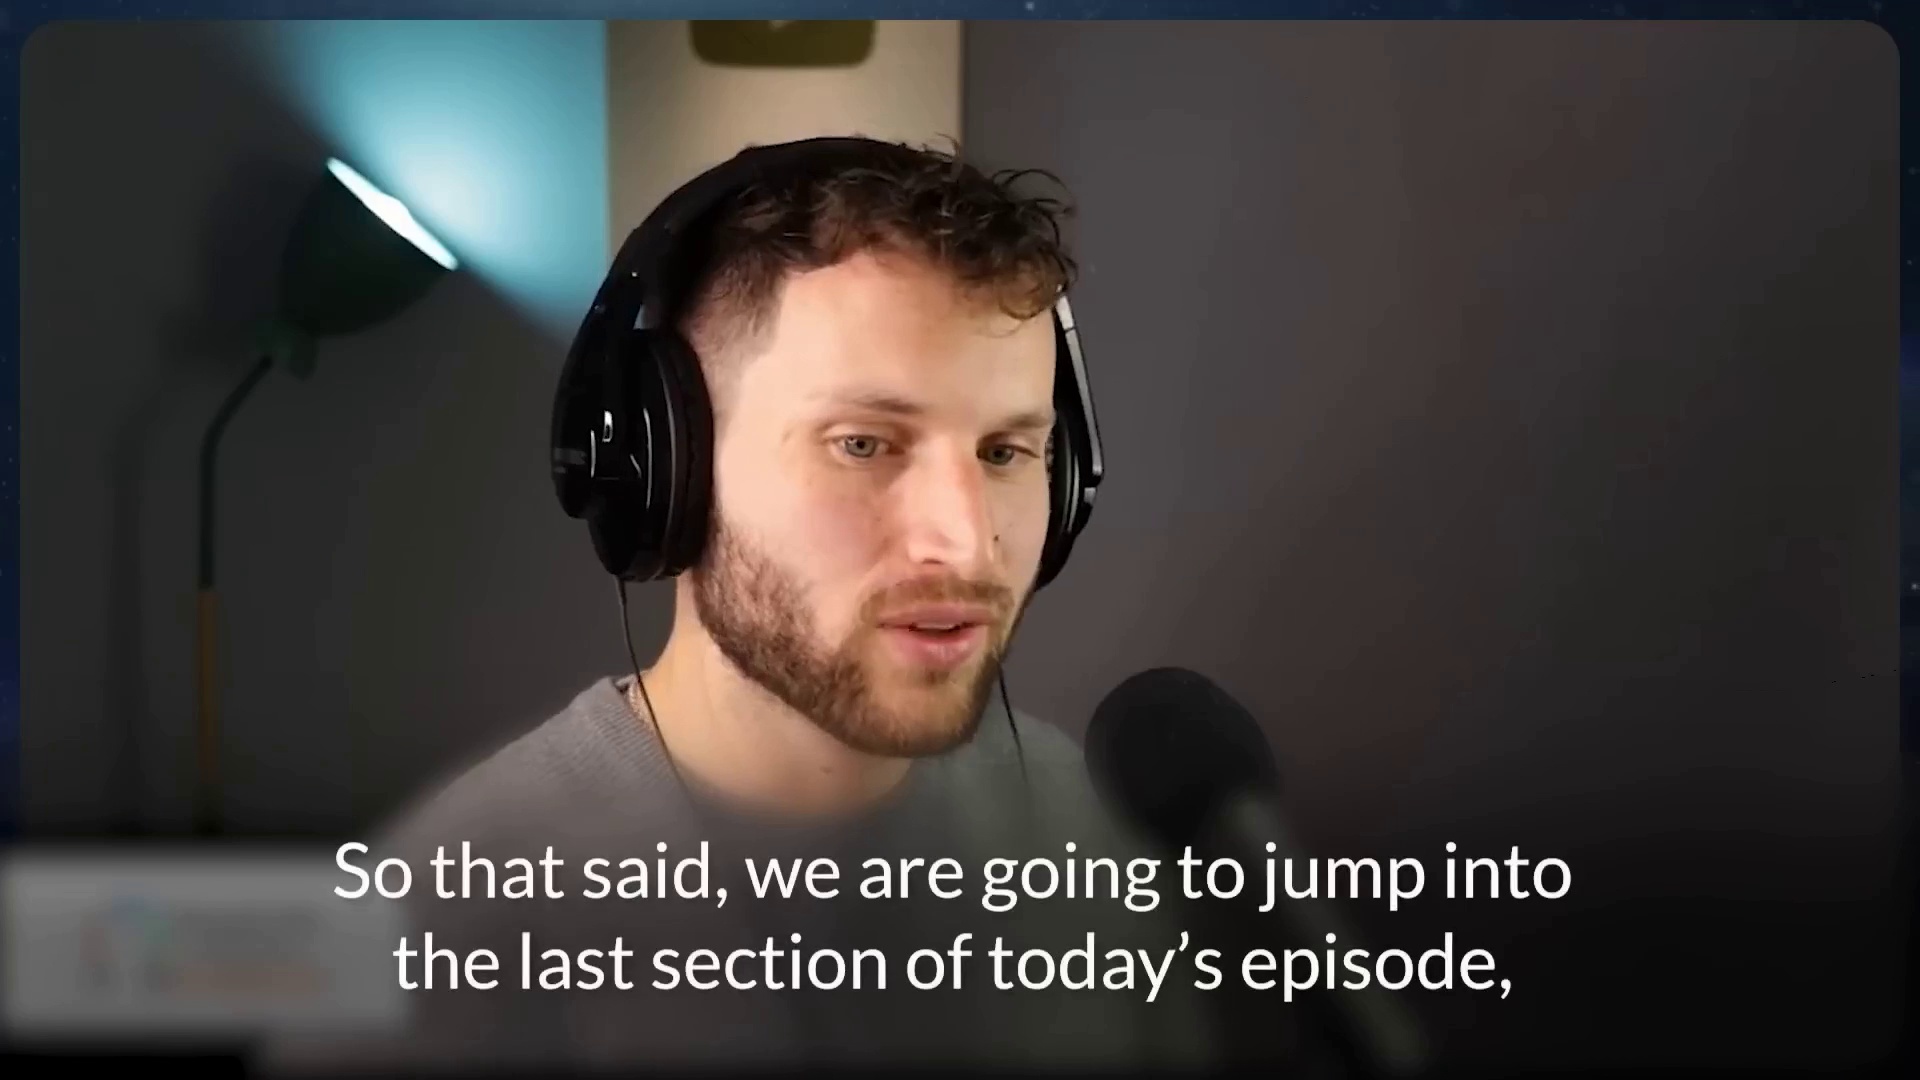 So that said, we are going to jump into
the last section of today’s episode,